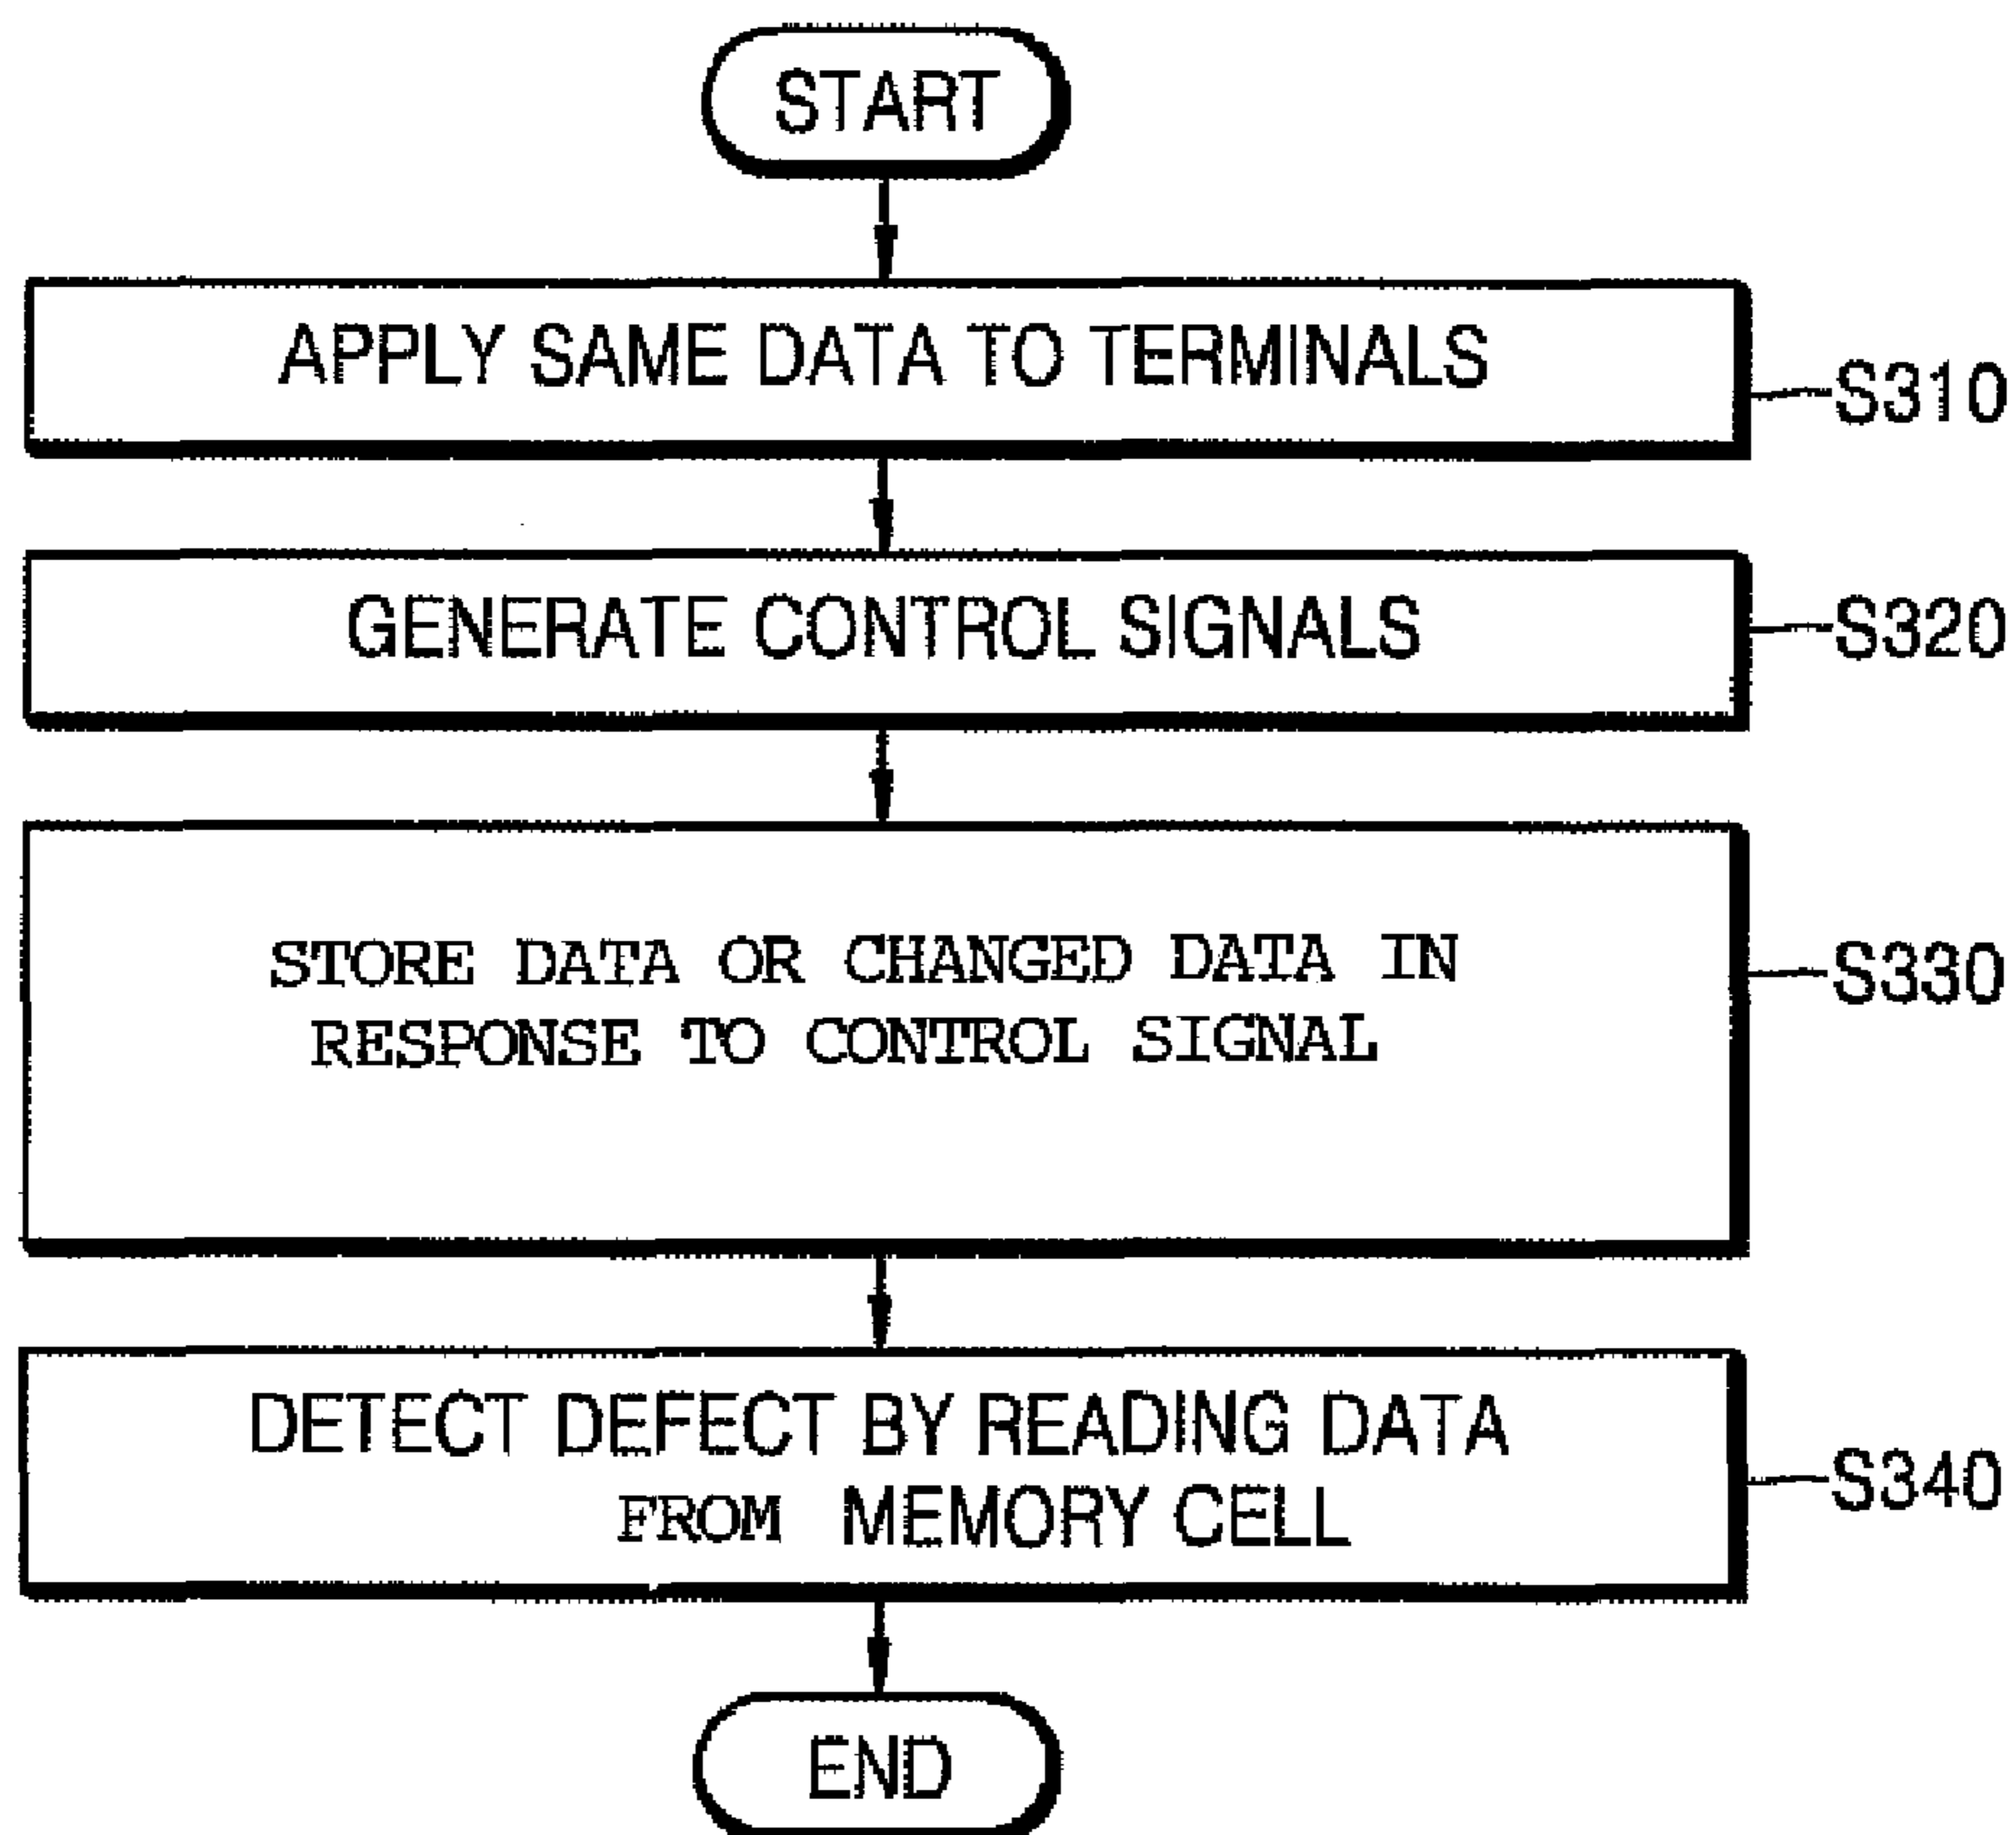 START
APPLY SAME DATA TO TERMINALS
S310
GENERATE CONTROL SIGNALS
S320
STORE DATA OR CHANGED DATA IN
RESPONSE TO CONTROL SIGNAL
S330
DETECT DEFECT BY READING DATA
FROM MEMORY CELL
S340
END